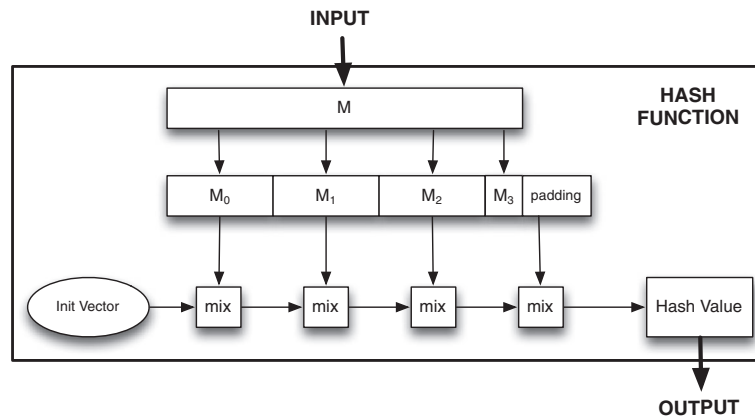 INPUT
HASH
FUNCTION
M
M₀ M₁ M₂ M₃ padding
Init Vector mix mix mix mix Hash Value
OUTPUT